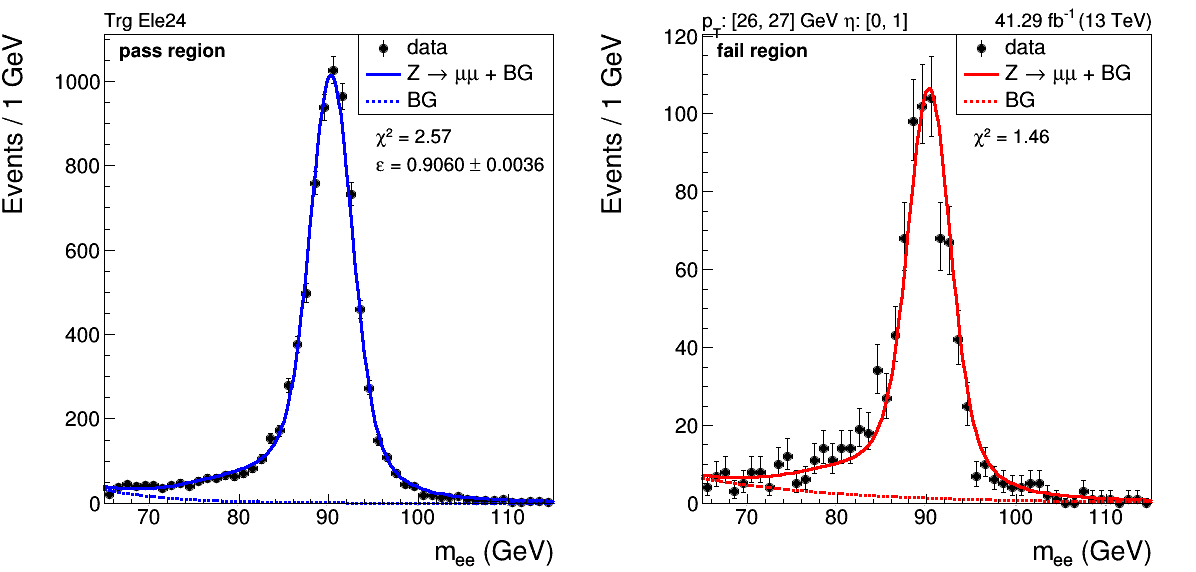 Trg Ele24
pass region
data
Z → μμ + BG
BG
χ² = 2.57
ε = 0.9060 ± 0.0036
Events / 1 GeV
1000
800
600
400
200
0
70 80 90 100 110
m_ee (GeV)
p_T: [26, 27] GeV η: [0, 1]
41.29 fb⁻¹ (13 TeV)
fail region
data
Z → μμ + BG
BG
χ² = 1.46
Events / 1 GeV
120
100
80
60
40
20
0
70 80 90 100 110
m_ee (GeV)